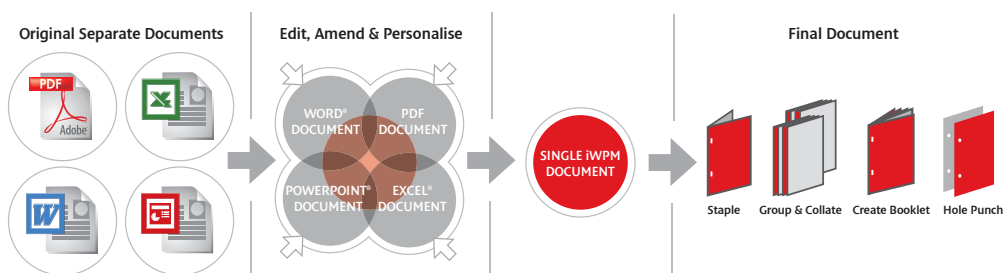 Original Separate Documents
PDF
Adobe
X
W
Edit, Amend & Personalise
WORD®
DOCUMENT
PDF
DOCUMENT
POWERPOINT®
DOCUMENT
EXCEL®
DOCUMENT
SINGLE iWPM
DOCUMENT
Final Document
Staple
Group & Collate
Create Booklet
Hole Punch